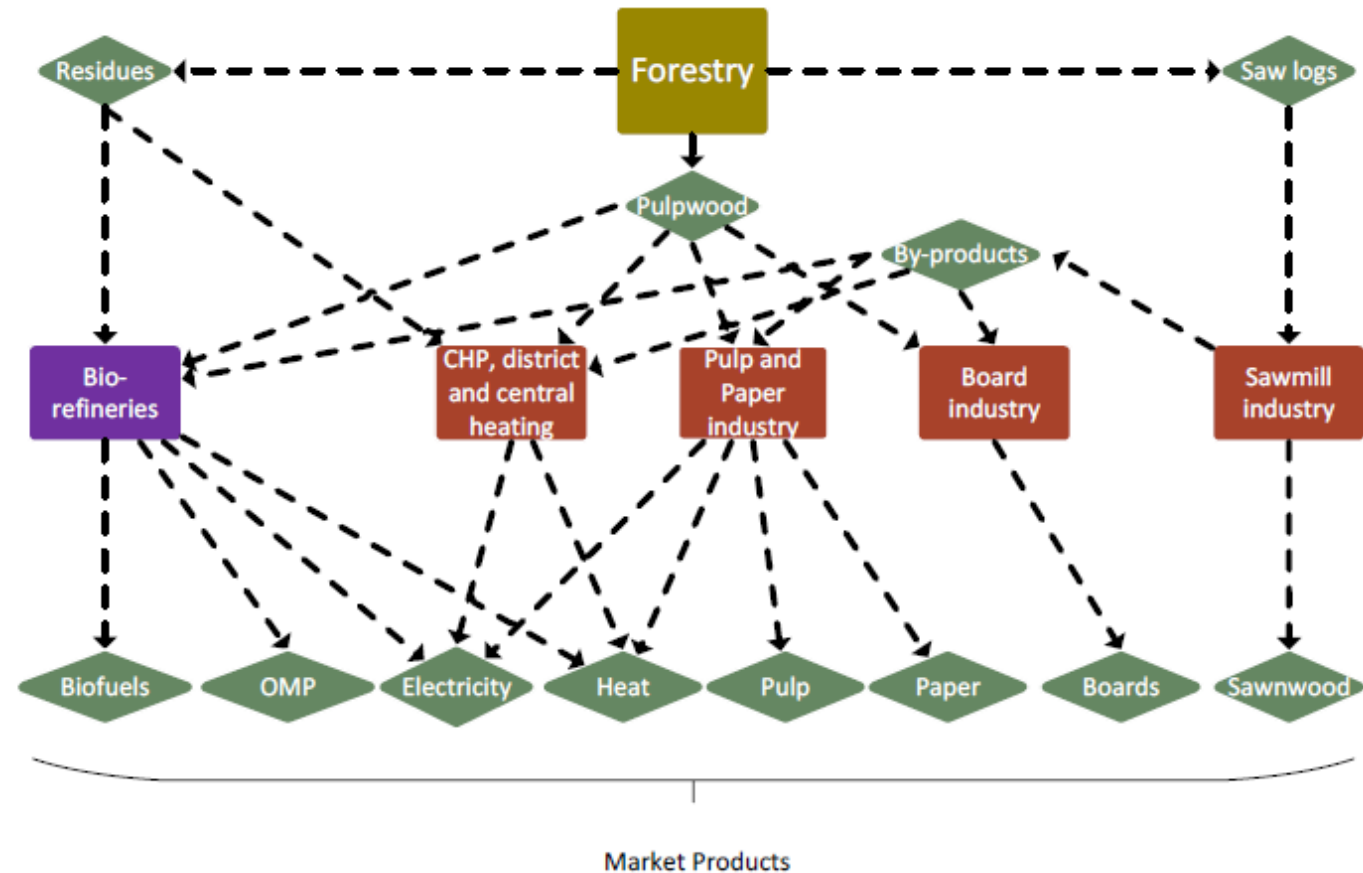 Residues
Forestry
Saw logs
Pulpwood
By-products
Bio-
refineries
CHP, district
and central
heating
Pulp and
Paper
industry
Board
industry
Sawmill
industry
Biofuels
OMP
Electricity
Heat
Pulp
Paper
Boards
Sawnwood
Market Products